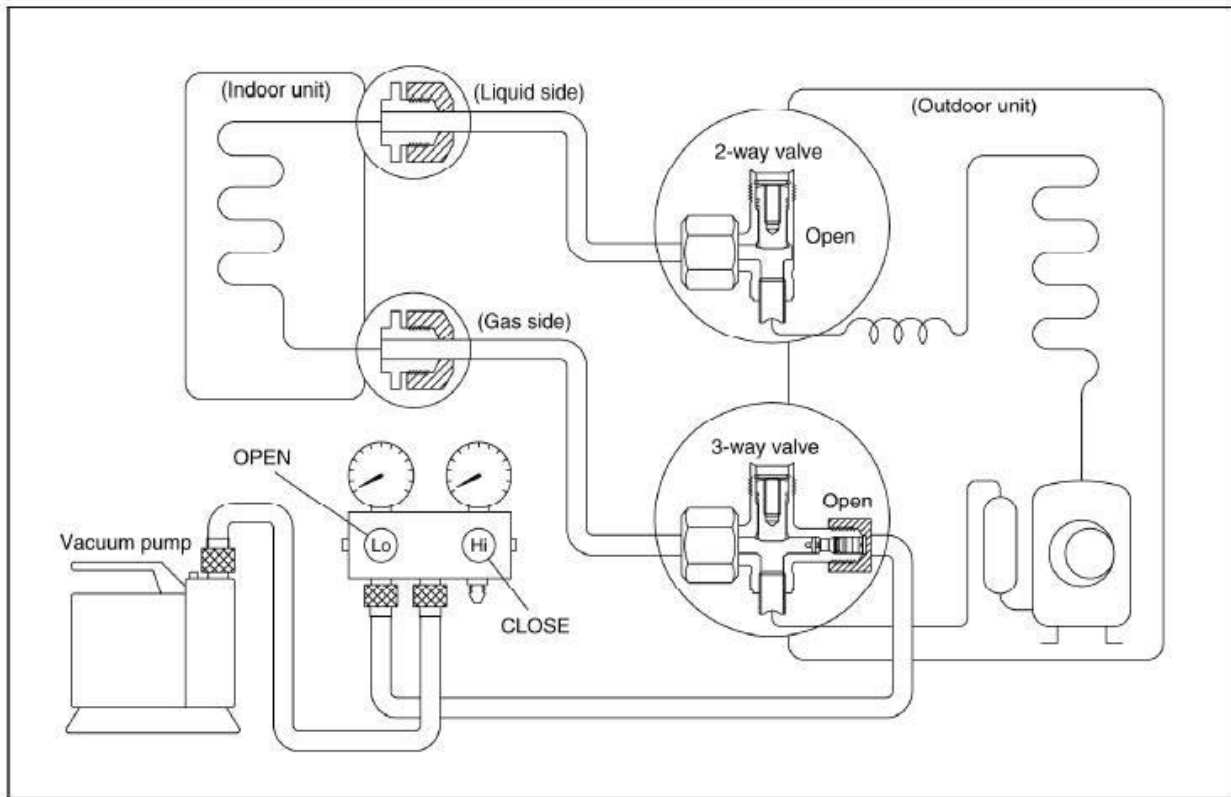 (Indoor unit)
(Liquid side)
(Outdoor unit)
2-way valve
Open
(Gas side)
3-way valve
Open
OPEN
Lo
Hi
Vacuum pump
CLOSE